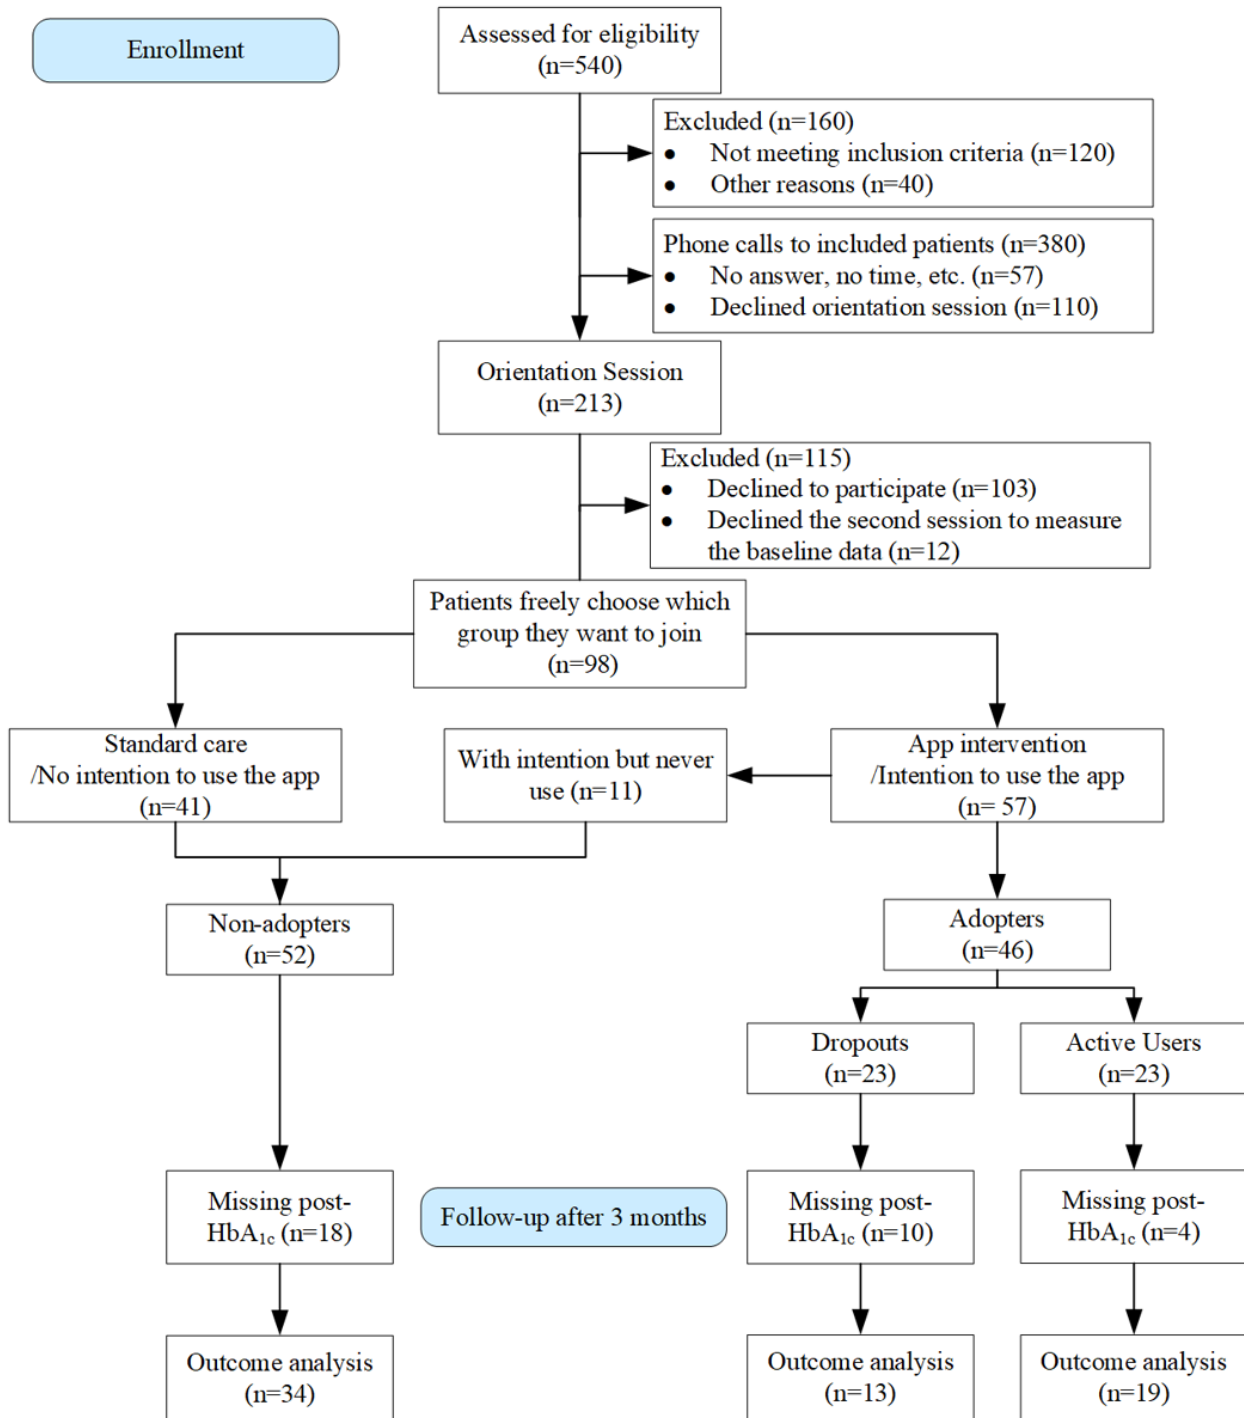 Enrollment
Assessed for eligibility
(n=540)
Excluded (n=160)
● Not meeting inclusion criteria (n=120)
● Other reasons (n=40)
Phone calls to included patients (n=380)
● No answer, no time, etc. (n=57)
● Declined orientation session (n=110)
Orientation Session
(n=213)
Excluded (n=115)
● Declined to participate (n=103)
● Declined the second session to measure
the baseline data (n=12)
Patients freely choose which
group they want to join
(n=98)
Standard care
/No intention to use the app
(n=41)
With intention but never
use (n=11)
App intervention
/Intention to use the app
(n= 57)
Non-adopters
(n=52)
Adopters
(n=46)
Dropouts
(n=23)
Active Users
(n=23)
Missing post-
HbA1c (n=18)
Follow-up after 3 months
Missing post-
HbA1c (n=10)
Missing post-
HbA1c (n=4)
Outcome analysis
(n=34)
Outcome analysis
(n=13)
Outcome analysis
(n=19)